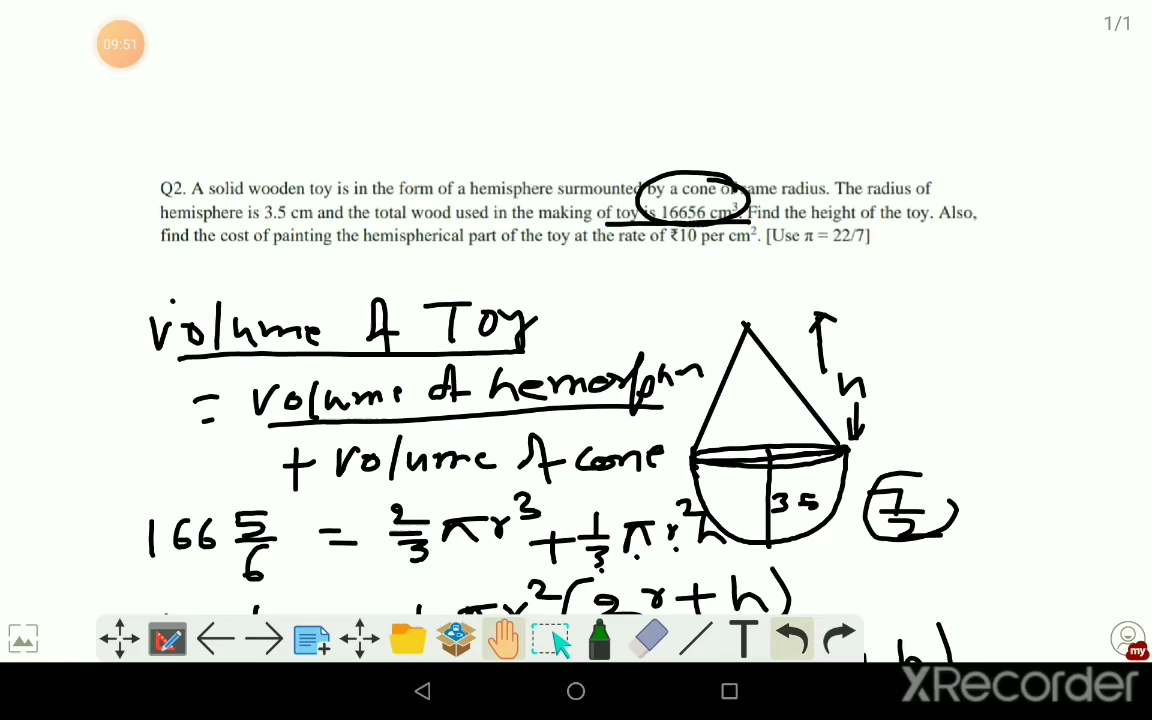 1/1
09:51
Q2. A solid wooden toy is in the form of a hemisphere surmounted by a cone of same radius. The radius of
hemisphere is 3.5 cm and the total wood used in the making of toy is 16656 cm³. Find the height of the toy. Also,
find the cost of painting the hemispherical part of the toy at the rate of ₹10 per cm². [Use π = 22/7]
volume of Toy
= volume of
+ volume of cone
h
3 5
7/2
166 5/6 = 2/3 πr³ + 1/3 πr²h
πr²(2r + h)
h)
T
my
XRecorder